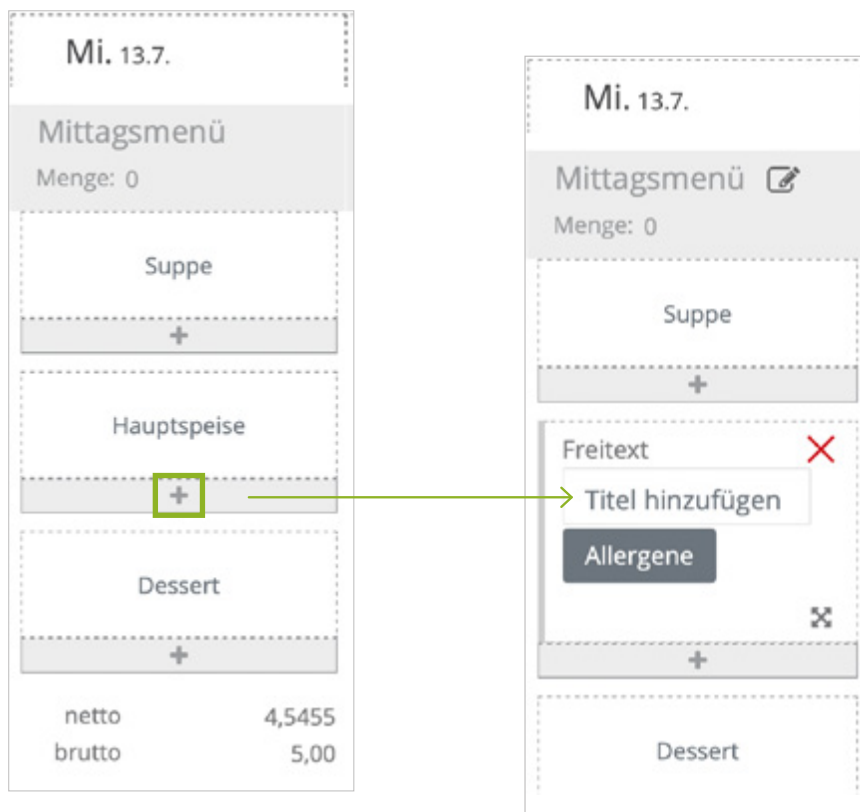 Mi. 13.7.
Mittagsmenü
Menge: 0
Suppe
+
Hauptspeise
+
Dessert
+
netto 4,5455
brutto 5,00
Mi. 13.7.
Mittagsmenü
Menge: 0
Suppe
+
Freitext
Titel hinzufügen
Allergene
+
Dessert